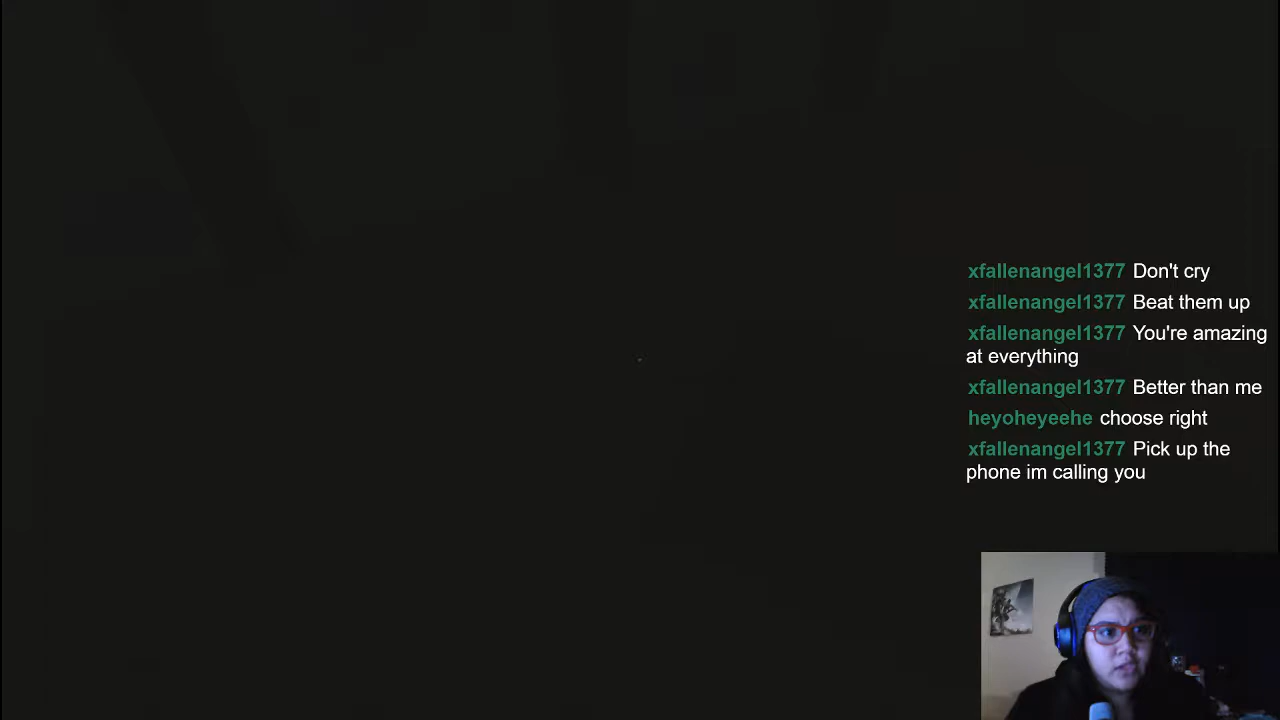 xfallenangel1377 Don't cry
xfallenangel1377 Beat them up
xfallenangel1377 You're amazing
at everything
xfallenangel1377 Better than me
heyoheyeehe choose right
xfallenangel1377 Pick up the
phone im calling you